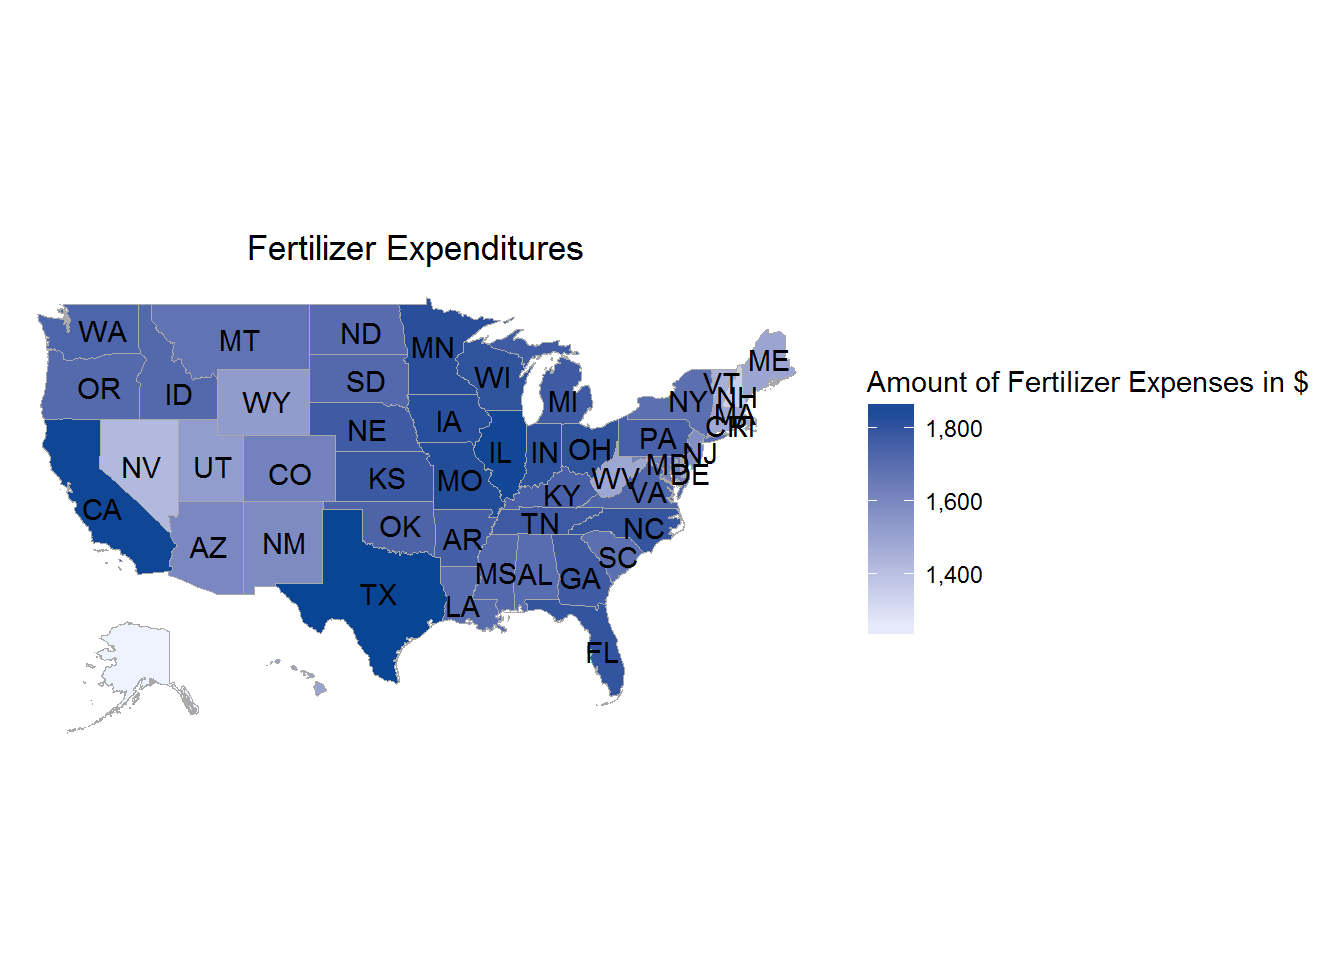 Fertilizer Expenditures
WA
MT
ND
MN
OR
ID
SD
WI
WY
MI
NE
IA
NV
UT
CO
KS
MO
IL
IN
OH
PA
NY
VT
NH
ME
MA
CT
RI
NJ
MD
DE
WV
VA
KY
CA
AZ
NM
OK
AR
TN
NC
SC
TX
LA
MS
AL
GA
FL
Amount of Fertilizer Expenses in $
1,800
1,600
1,400